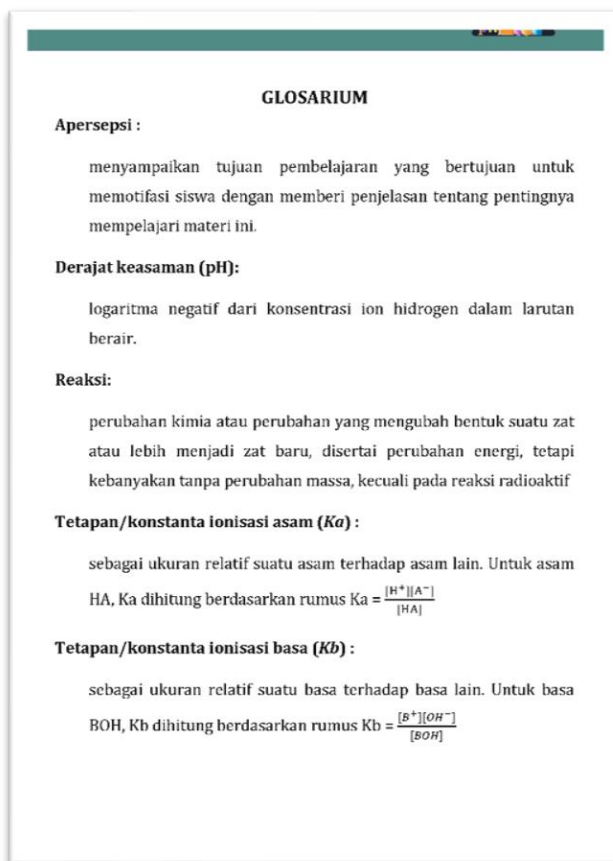 GLOSARIUM
Apersepsi :
menyampaikan tujuan pembelajaran yang bertujuan untuk
memotifasi siswa dengan memberi penjelasan tentang pentingnya
mempelajari materi ini.
Derajat keasaman (pH):
logaritma negatif dari konsentrasi ion hidrogen dalam larutan
berair.
Reaksi:
perubahan kimia atau perubahan yang mengubah bentuk suatu zat
atau lebih menjadi zat baru, disertai perubahan energi, tetapi
kebanyakan tanpa perubahan massa, kecuali pada reaksi radioaktif
Tetapan/konstanta ionisasi asam (Ka) :
sebagai ukuran relatif suatu asam terhadap asam lain. Untuk asam
HA, Ka dihitung berdasarkan rumus Ka = [H⁺][A⁻]/[HA]
Tetapan/konstanta ionisasi basa (Kb) :
sebagai ukuran relatif suatu basa terhadap basa lain. Untuk basa
BOH, Kb dihitung berdasarkan rumus Kb = [B⁺][OH⁻]/[BOH]